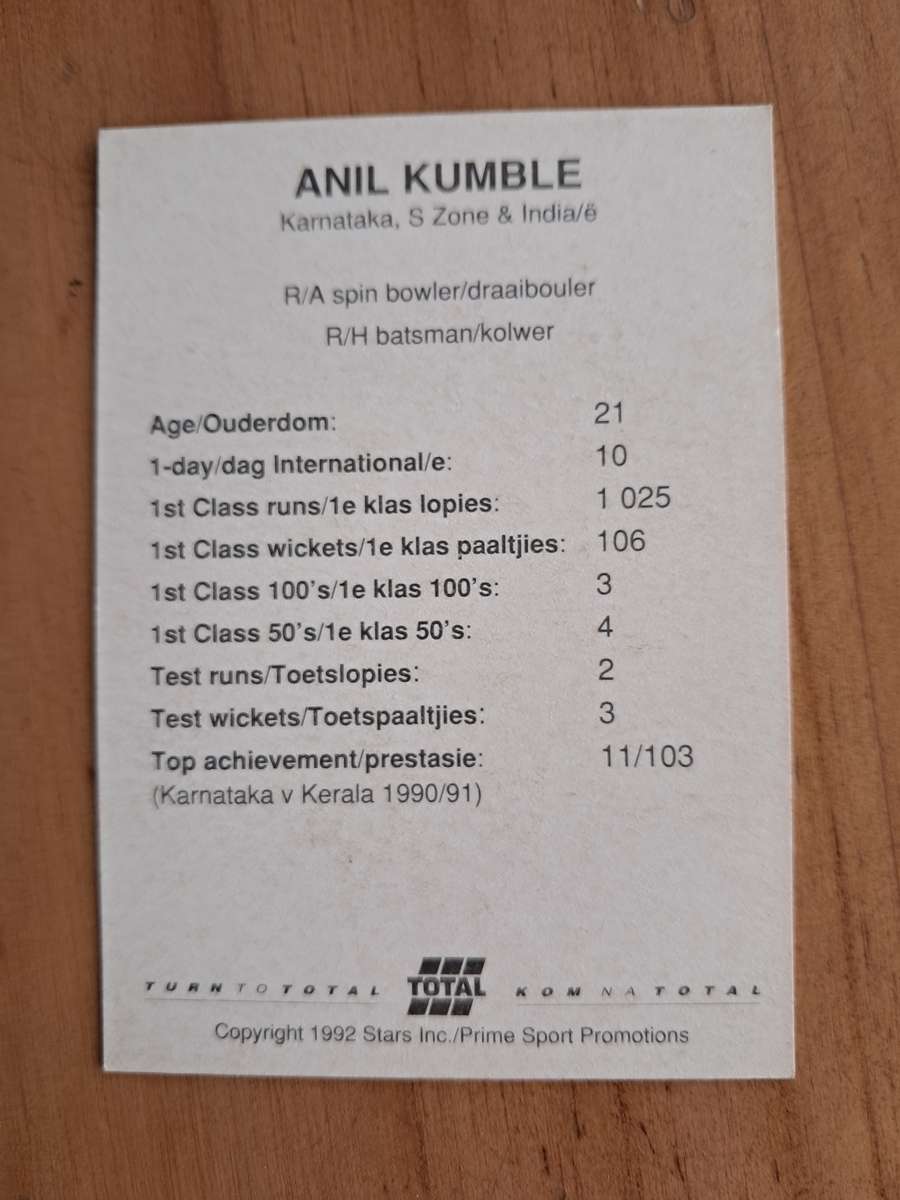 ANIL KUMBLE
Karnataka, S Zone & India/ë
R/A spin bowler/draaibouler
R/H batsman/kolwer
Age/Ouderdom: 21
1-day/dag International/e: 10
1st Class runs/1e klas lopies: 1 025
1st Class wickets/1e klas paaltjies: 106
1st Class 100's/1e klas 100's: 3
1st Class 50's/1e klas 50's: 4
Test runs/Toetslopies: 2
Test wickets/Toetspaaltjies: 3
Top achievement/prestasie: 11/103
(Karnataka v Kerala 1990/91)
TURN TO TOTAL TOTAL KOM NA TOTAL
Copyright 1992 Stars Inc./Prime Sport Promotions